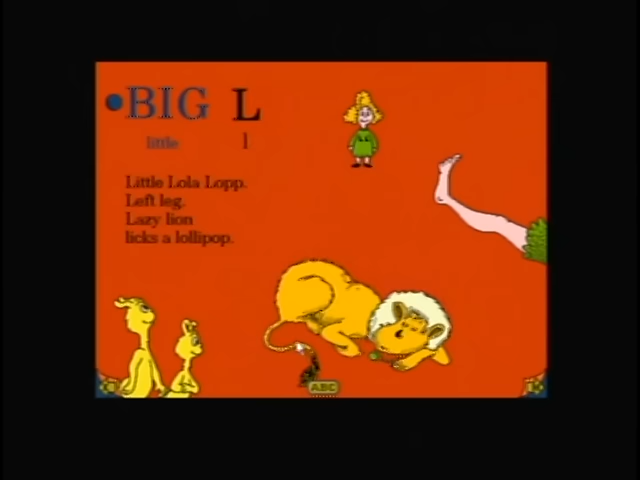 BIG L
little l
Little Lola Lopp.
Left leg.
Lazy lion
licks a lollipop.
ABC